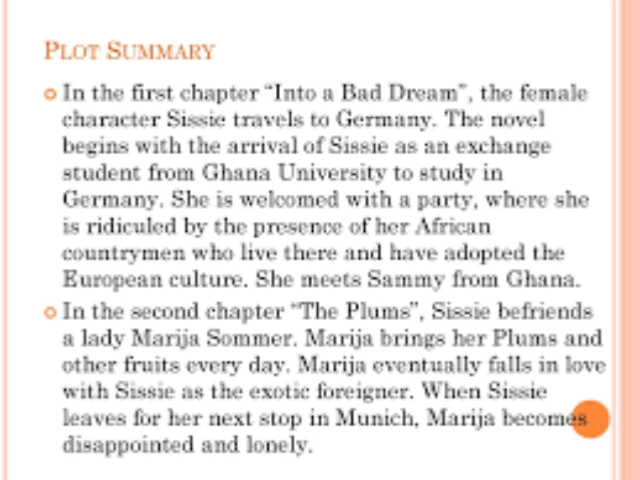 PLOT SUMMARY
In the first chapter “Into a Bad Dream”, the female
character Sissie travels to Germany. The novel
begins with the arrival of Sissie as an exchange
student from Ghana University to study in
Germany. She is welcomed with a party, where she
is ridiculed by the presence of her African
countrymen who live there and have adopted the
European culture. She meets Sammy from Ghana.
In the second chapter “The Plums”, Sissie befriends
a lady Marija Sommer. Marija brings her Plums and
other fruits every day. Marija eventually falls in love
with Sissie as the exotic foreigner. When Sissie
leaves for her next stop in Munich, Marija becomes
disappointed and lonely.